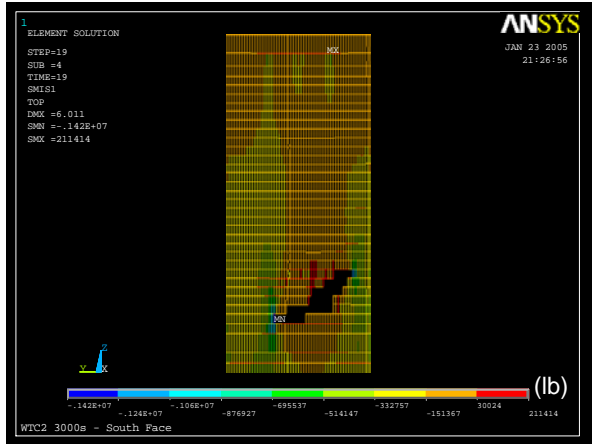 1
ELEMENT SOLUTION
STEP=19
SUB =4
TIME=19
SMIS1
TOP
DMX=6.011
SMN=-.142E+07
SMX=211414
ANSYS
JAN 23 2005
21:26:56
MX
MN
Z
Y X
(lb)
-.142E+07 -.106E+07 -695537 -332757 30024
-.124E+07 -876927 -514147 -151367 211414
WTC2 3000s - South Face